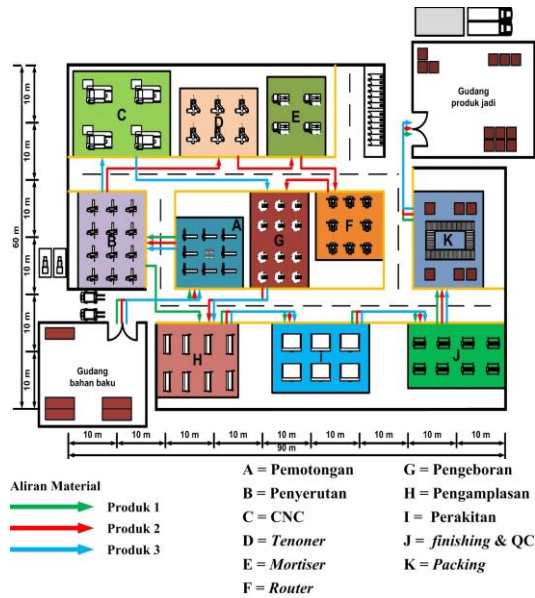 Gudang
produk jadi
C
D
E
B
A
G
F
K
H
I
J
Gudang
bahan baku
60 m
10 m
10 m
10 m
10 m
10 m
10 m
10 m 10 m 10 m 10 m 10 m 10 m 10 m 10 m 10 m
90 m
Aliran Material
Produk 1
Produk 2
Produk 3
A = Pemotongan
B = Penyerutan
C = CNC
D = Tenoner
E = Mortiser
F = Router
G = Pengeboran
H = Pengamplasan
I = Perakitan
J = finishing & QC
K = Packing